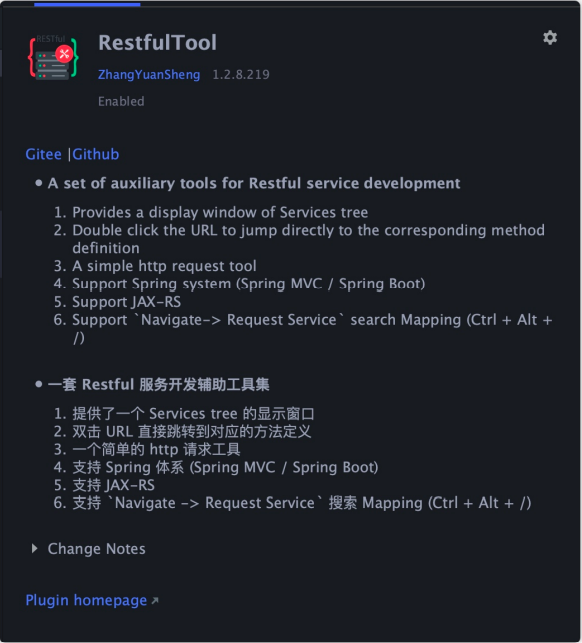 RESTful
RestfulTool
ZhangYuanSheng 1.2.8.219
Enabled
Gitee |Github
A set of auxiliary tools for Restful service development
1. Provides a display window of Services tree
2. Double click the URL to jump directly to the corresponding method
definition
3. A simple http request tool
4. Support Spring system (Spring MVC / Spring Boot)
5. Support JAX-RS
6. Support `Navigate-> Request Service` search Mapping (Ctrl + Alt +
/)
一套 Restful 服务开发辅助工具集
1. 提供了一个 Services tree 的显示窗口
2. 双击 URL 直接跳转到对应的方法定义
3. 一个简单的 http 请求工具
4. 支持 Spring 体系 (Spring MVC / Spring Boot)
5. 支持 JAX-RS
6. 支持 `Navigate -> Request Service` 搜索 Mapping (Ctrl + Alt + /)
Change Notes
Plugin homepage